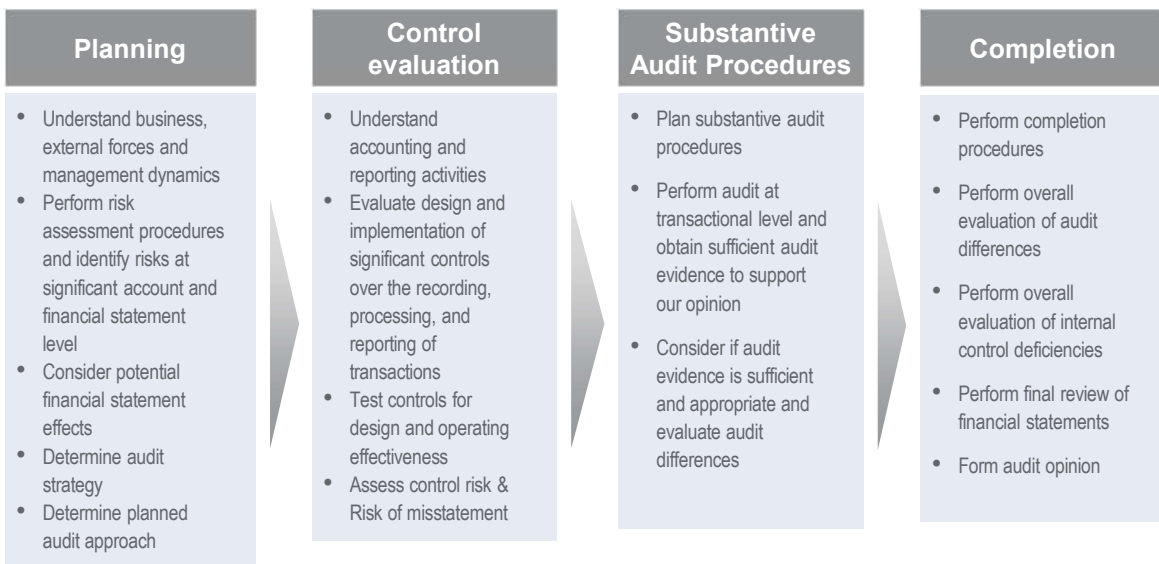 Planning
• Understand business,
external forces and
management dynamics
• Perform risk
assessment procedures
and identify risks at
significant account and
financial statement
level
• Consider potential
financial statement
effects
• Determine audit
strategy
• Determine planned
audit approach
Control
evaluation
• Understand
accounting and
reporting activities
• Evaluate design and
implementation of
significant controls
over the recording,
processing, and
reporting of
transactions
• Test controls for
design and operating
effectiveness
• Assess control risk &
Risk of misstatement
Substantive
Audit Procedures
• Plan substantive audit
procedures
• Perform audit at
transactional level and
obtain sufficient audit
evidence to support
our opinion
• Consider if audit
evidence is sufficient
and appropriate and
evaluate audit
differences
Completion
• Perform completion
procedures
• Perform overall
evaluation of audit
differences
• Perform overall
evaluation of internal
control deficiencies
• Perform final review of
financial statements
• Form audit opinion